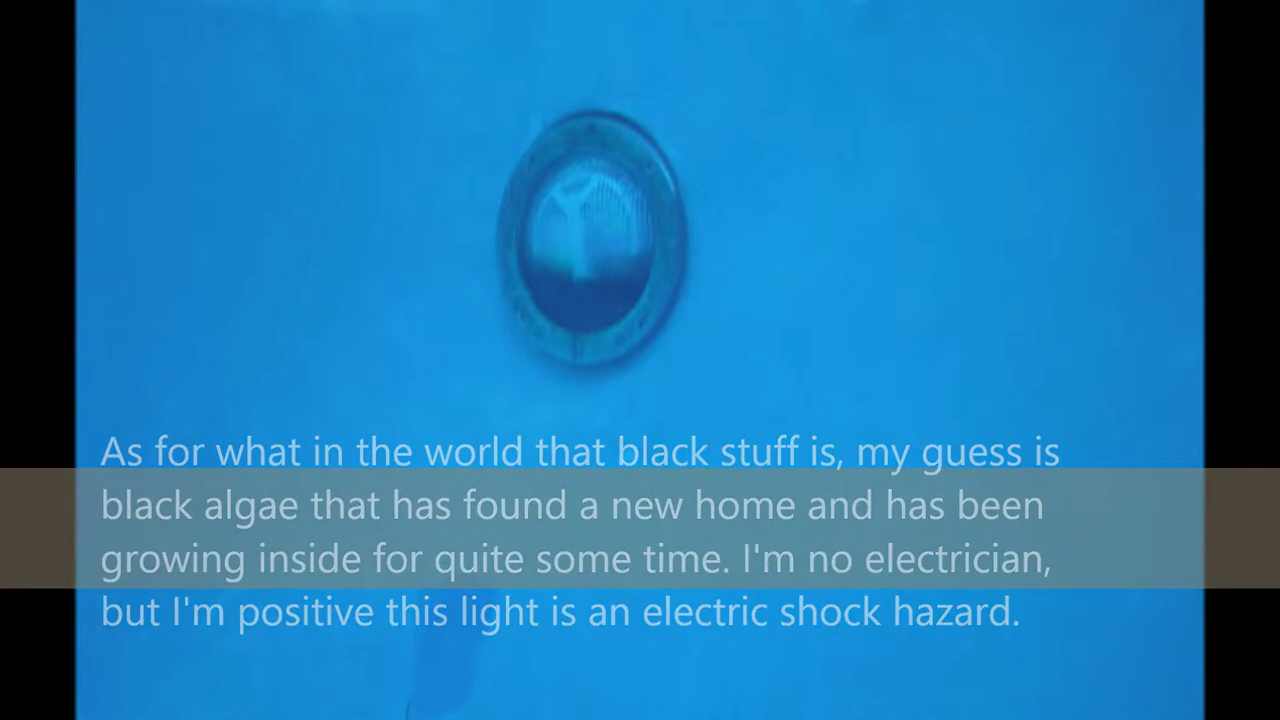 As for what in the world that black stuff is, my guess is
black algae that has found a new home and has been
growing inside for quite some time. I'm no electrician,
but I'm positive this light is an electric shock hazard.